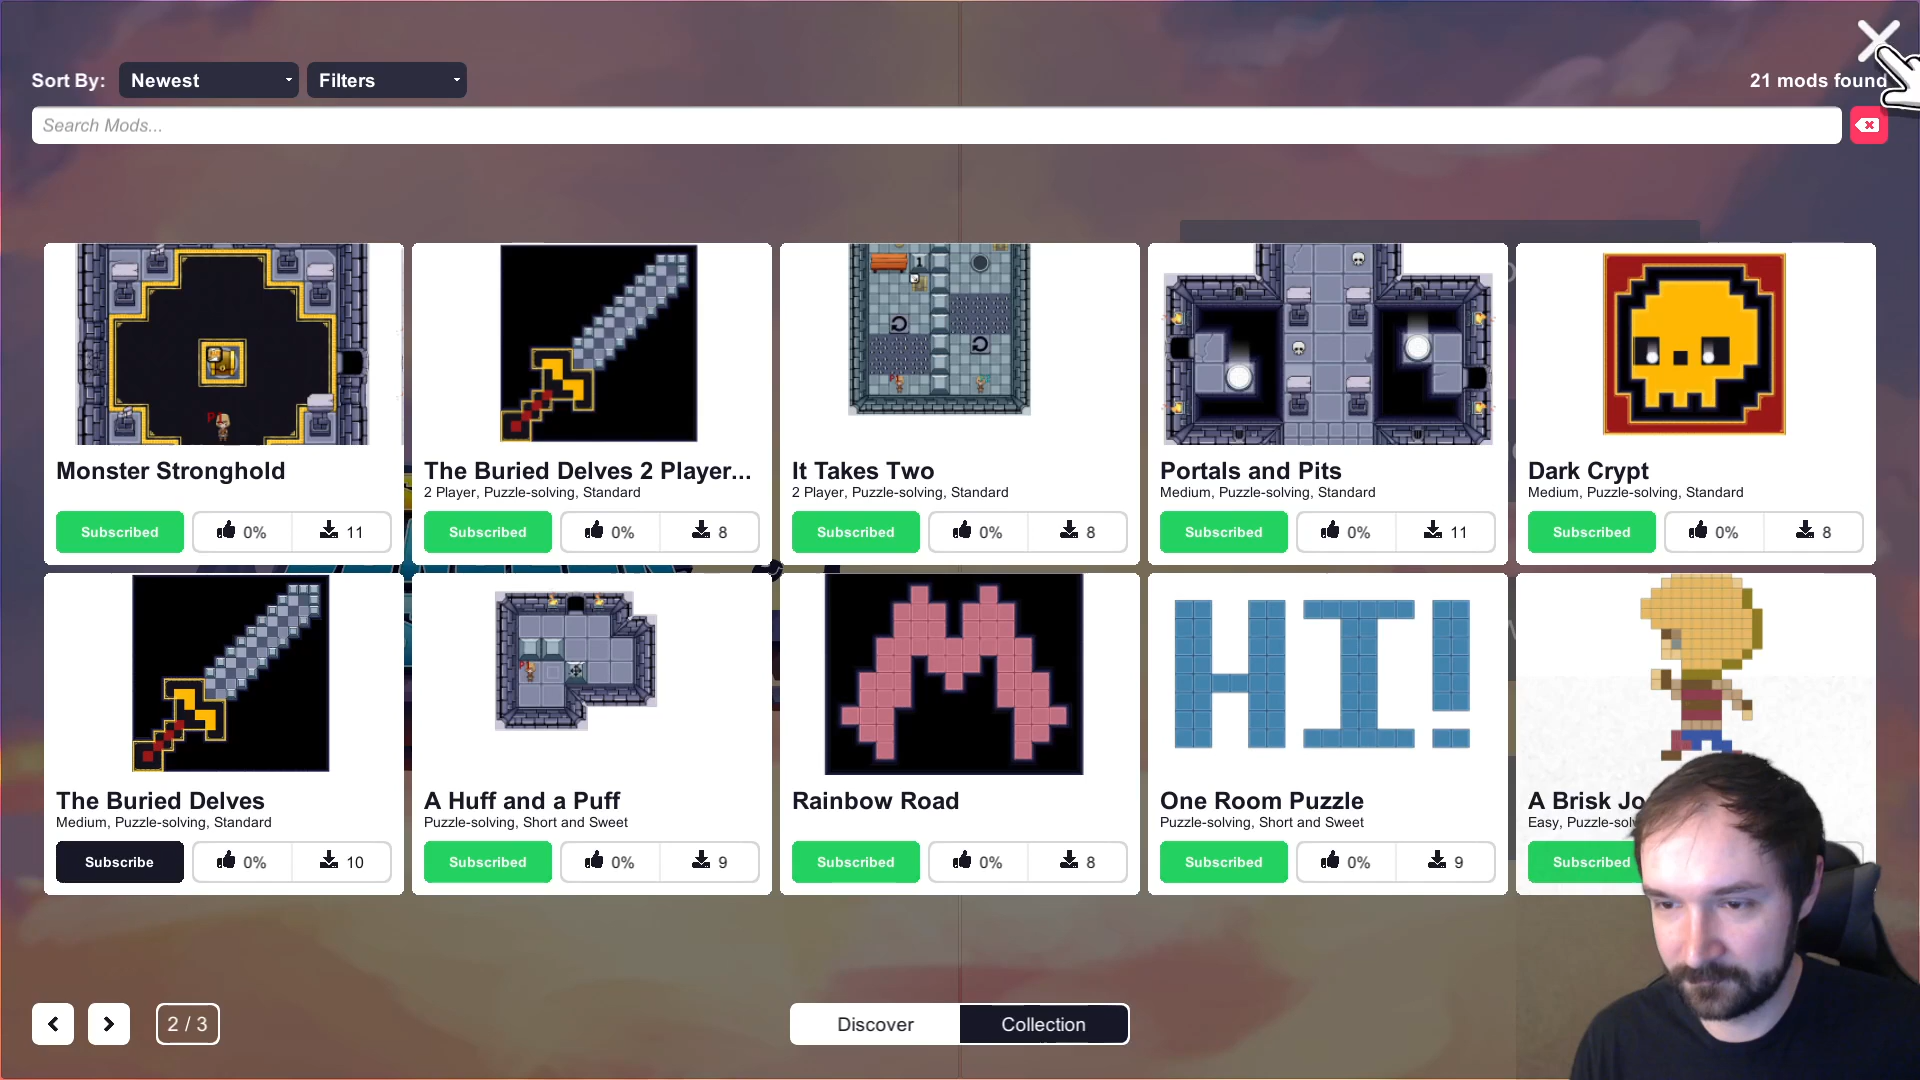 Sort By: Newest Filters
21 mods found
Search Mods...
Monster Stronghold
Subscribed 0% 11
The Buried Delves 2 Player...
2 Player, Puzzle-solving, Standard
Subscribed 0% 8
It Takes Two
2 Player, Puzzle-solving, Standard
Subscribed 0% 8
Portals and Pits
Medium, Puzzle-solving, Standard
Subscribed 0% 11
Dark Crypt
Medium, Puzzle-solving, Standard
Subscribed 0% 8
The Buried Delves
Medium, Puzzle-solving, Standard
Subscribe 0% 10
A Huff and a Puff
Puzzle-solving, Short and Sweet
Subscribed 0% 9
Rainbow Road
Subscribed 0% 8
HI!
One Room Puzzle
Puzzle-solving, Short and Sweet
Subscribed 0% 9
A Brisk Jo
Easy, Puzzle-solv
Subscribed
2 / 3
Discover Collection